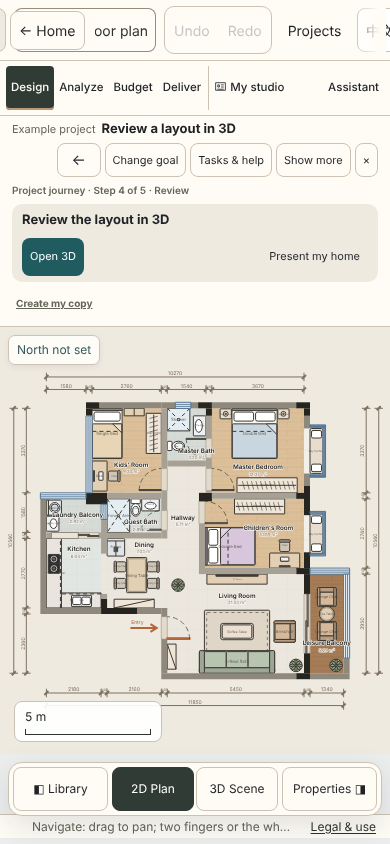 ← Home
oor plan
Undo
Redo
Projects
Design
Analyze
Budget
Deliver
My studio
Assistant
Example project Review a layout in 3D
←
Change goal
Tasks & help
Show more
×
Project journey · Step 4 of 5 · Review
Review the layout in 3D
Open 3D
Present my home
Create my copy
North not set
10270
1580
2760
1540
3670
Kids' Room
Master Bath
Master Bedroom
Laundry Balcony
Guest Bath
Hallway
Children's Room
Kitchen
Dining
Living Room
Entry
Leisure Balcony
2180
2160
5450
1340
11850
5 m
Library
2D Plan
3D Scene
Properties
Navigate: drag to pan; two fingers or the wh...
Legal & use